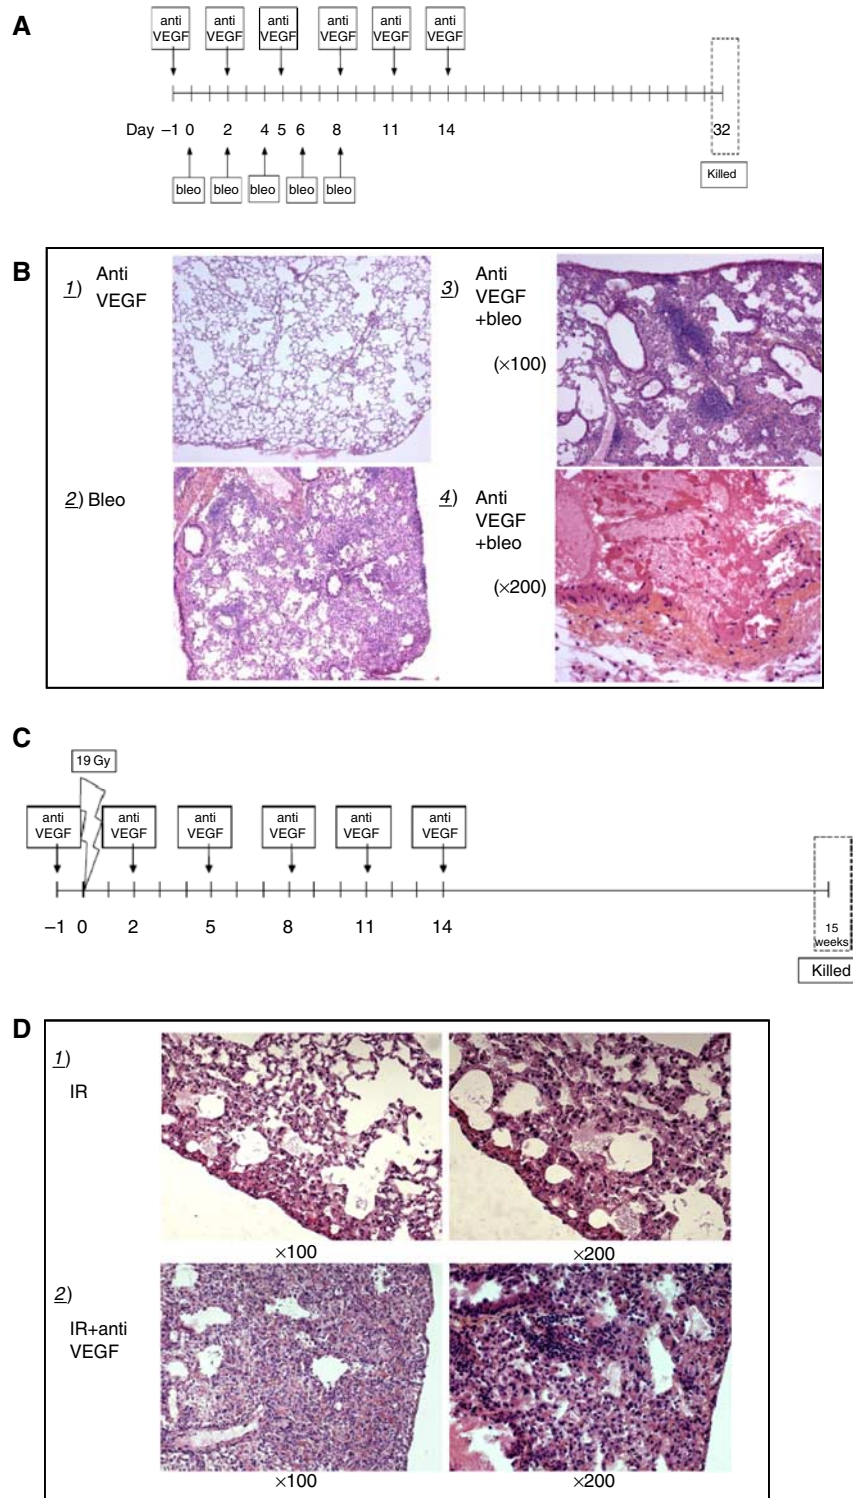 A
anti VEGF
anti VEGF
anti VEGF
anti VEGF
anti VEGF
anti VEGF
Day –1 0 2 4 5 6 8 11 14 32
bleo
bleo
bleo
bleo
bleo
Killed
B
1) Anti
VEGF
2) Bleo
3) Anti
VEGF
+bleo
(×100)
4) Anti
VEGF
+bleo
(×200)
C
19 Gy
anti VEGF
anti VEGF
anti VEGF
anti VEGF
anti VEGF
anti VEGF
–1 0 2 5 8 11 14
15
weeks
Killed
D
1)
IR
×100
×200
2)
IR+anti
VEGF
×100
×200